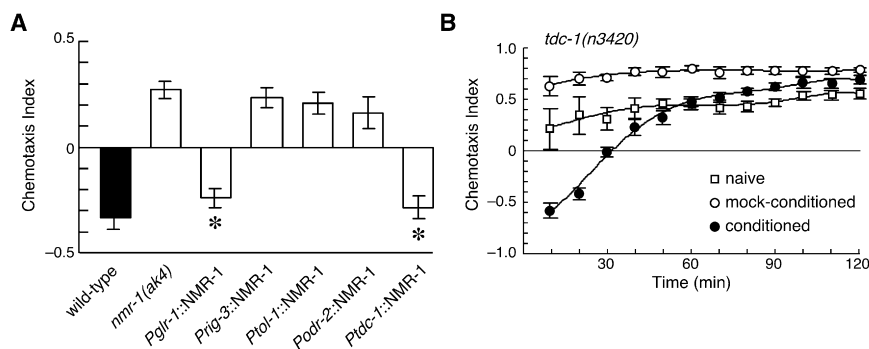 A
0.5
0
–0.5
Chemotaxis Index
wild-type
nmr-1(ak4)
Pglr-1::NMR-1
Prig-3::NMR-1
Ptol-1::NMR-1
Podr-2::NMR-1
Ptdc-1::NMR-1
*
*
B
tdc-1(n3420)
1.0
0.5
0
–0.5
–1.0
Chemotaxis Index
naive
mock-conditioned
conditioned
30
60
90
120
Time (min)